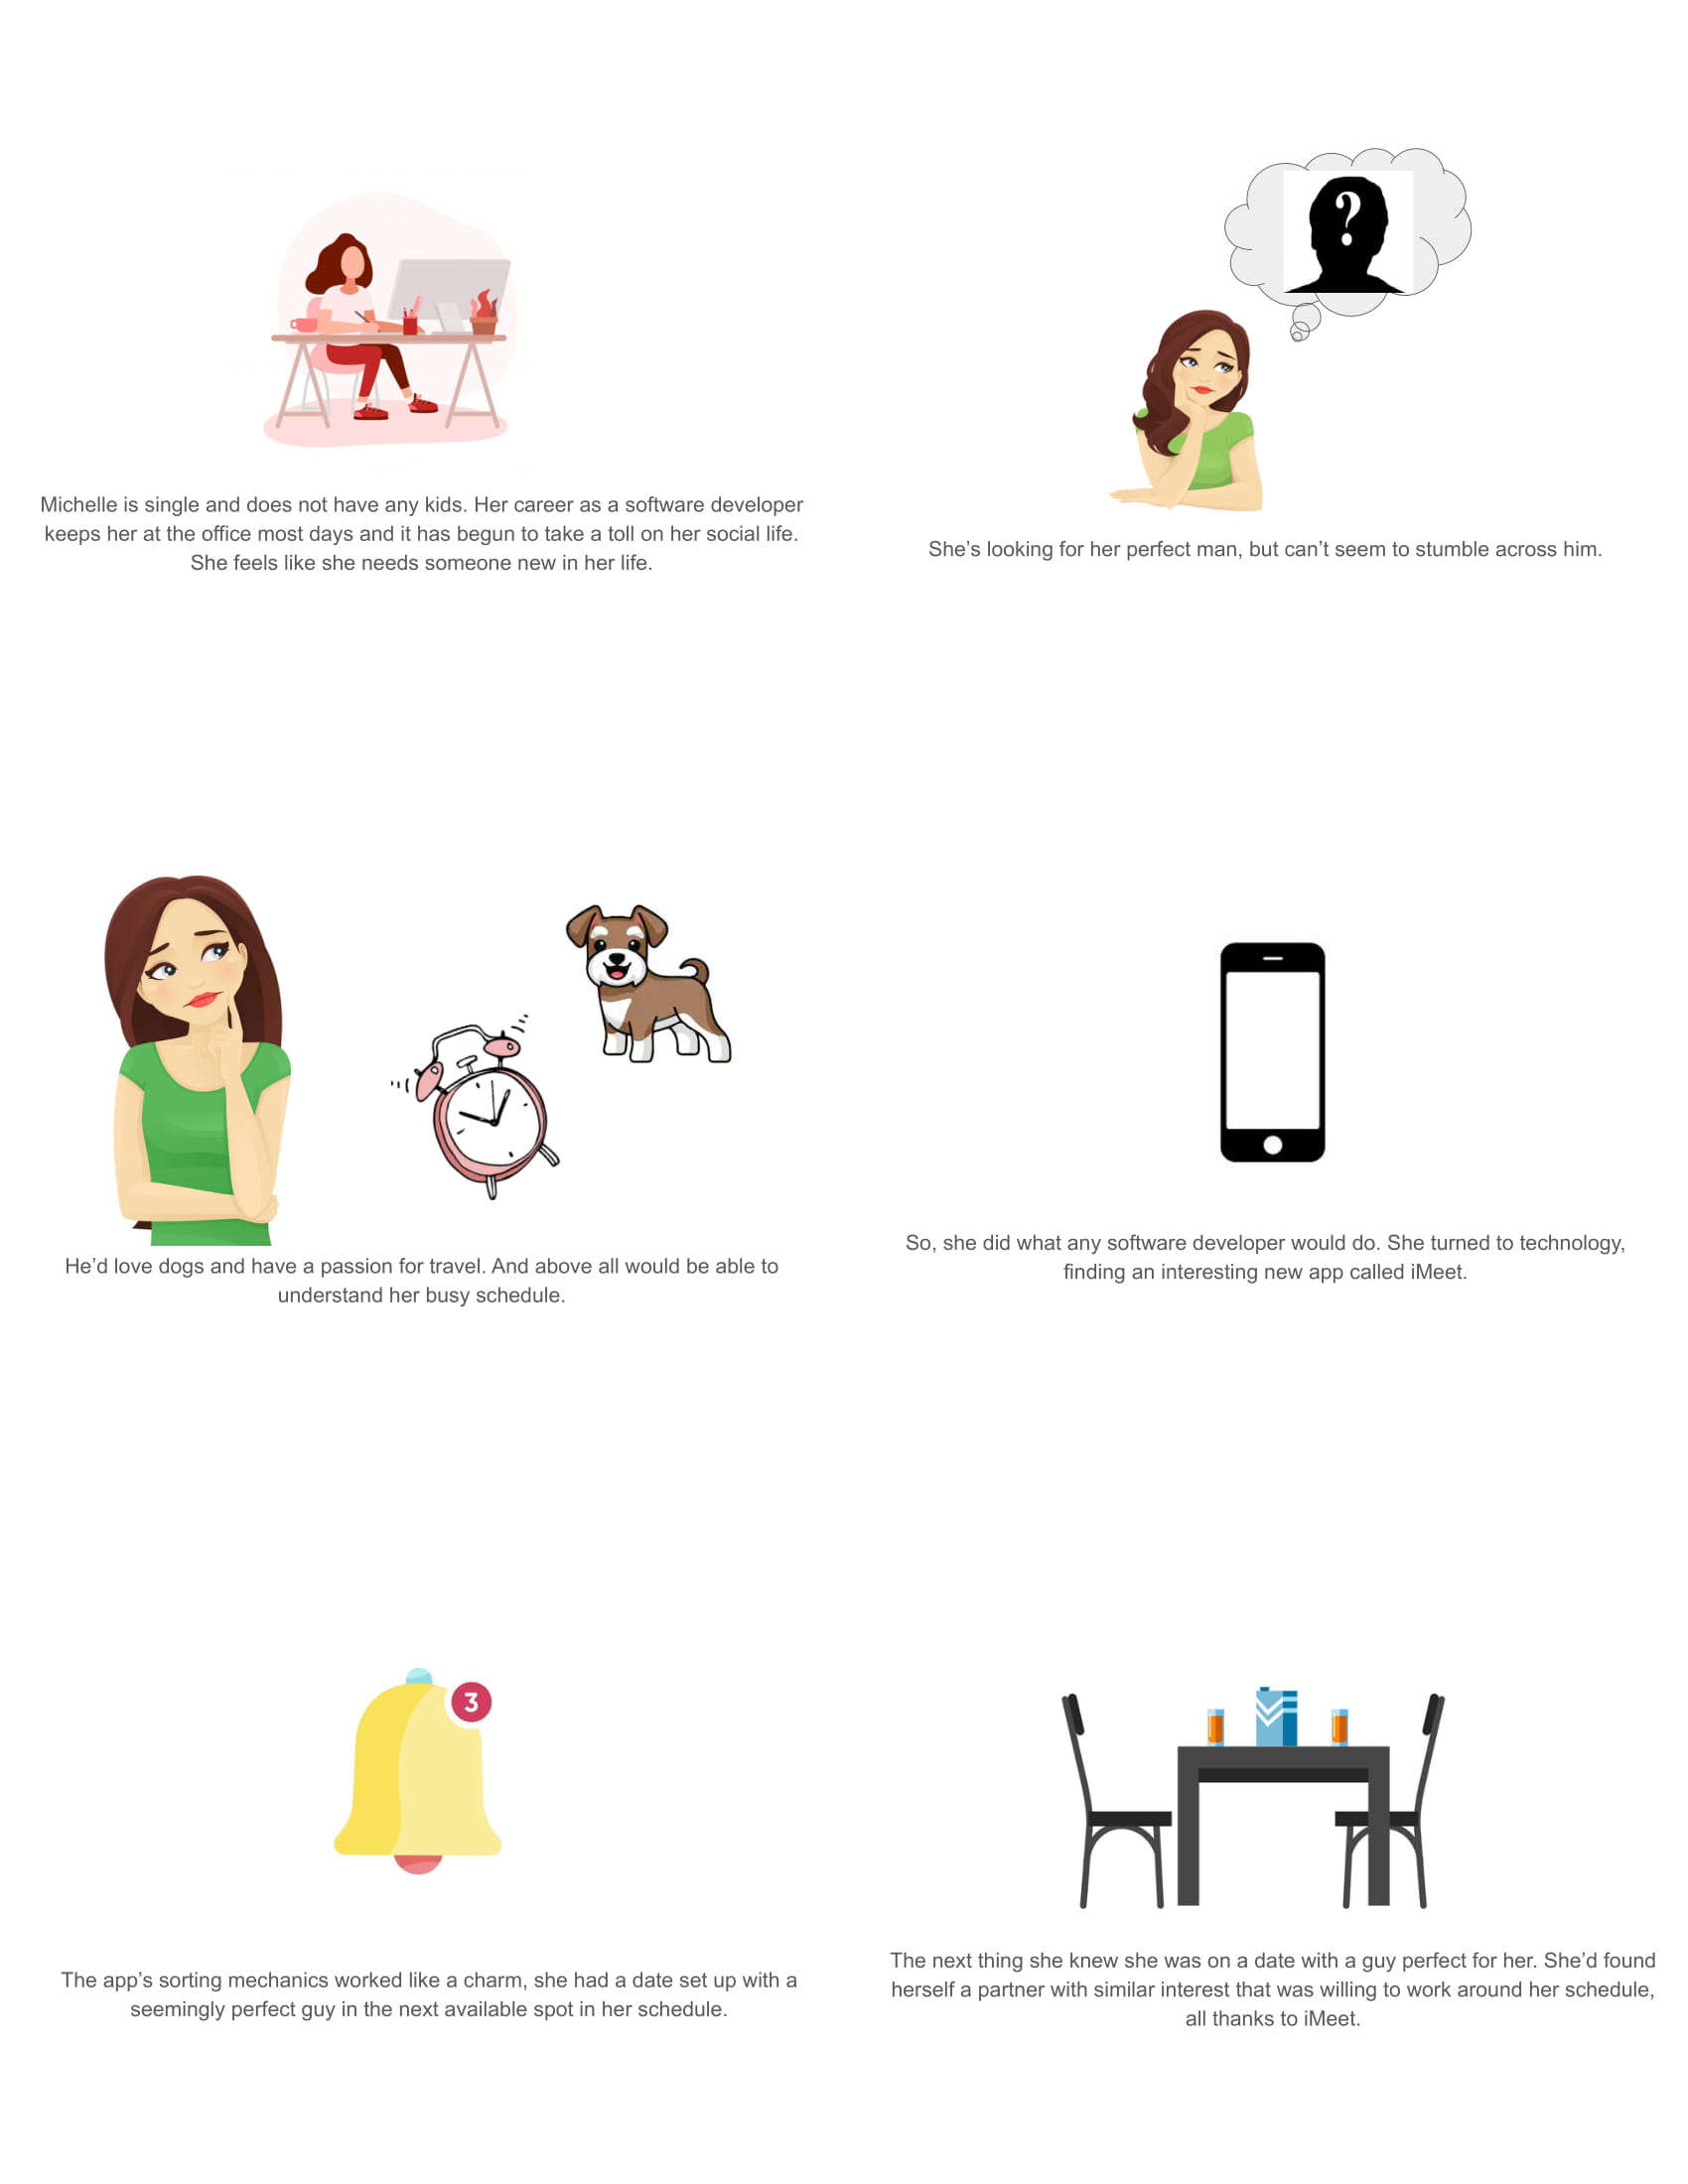 ?
Michelle is single and does not have any kids. Her career as a software developer
keeps her at the office most days and it has begun to take a toll on her social life.
She feels like she needs someone new in her life.
She’s looking for her perfect man, but can’t seem to stumble across him.
He’d love dogs and have a passion for travel. And above all would be able to
understand her busy schedule.
So, she did what any software developer would do. She turned to technology,
finding an interesting new app called iMeet.
3
The app’s sorting mechanics worked like a charm, she had a date set up with a
seemingly perfect guy in the next available spot in her schedule.
The next thing she knew she was on a date with a guy perfect for her. She’d found
herself a partner with similar interest that was willing to work around her schedule,
all thanks to iMeet.